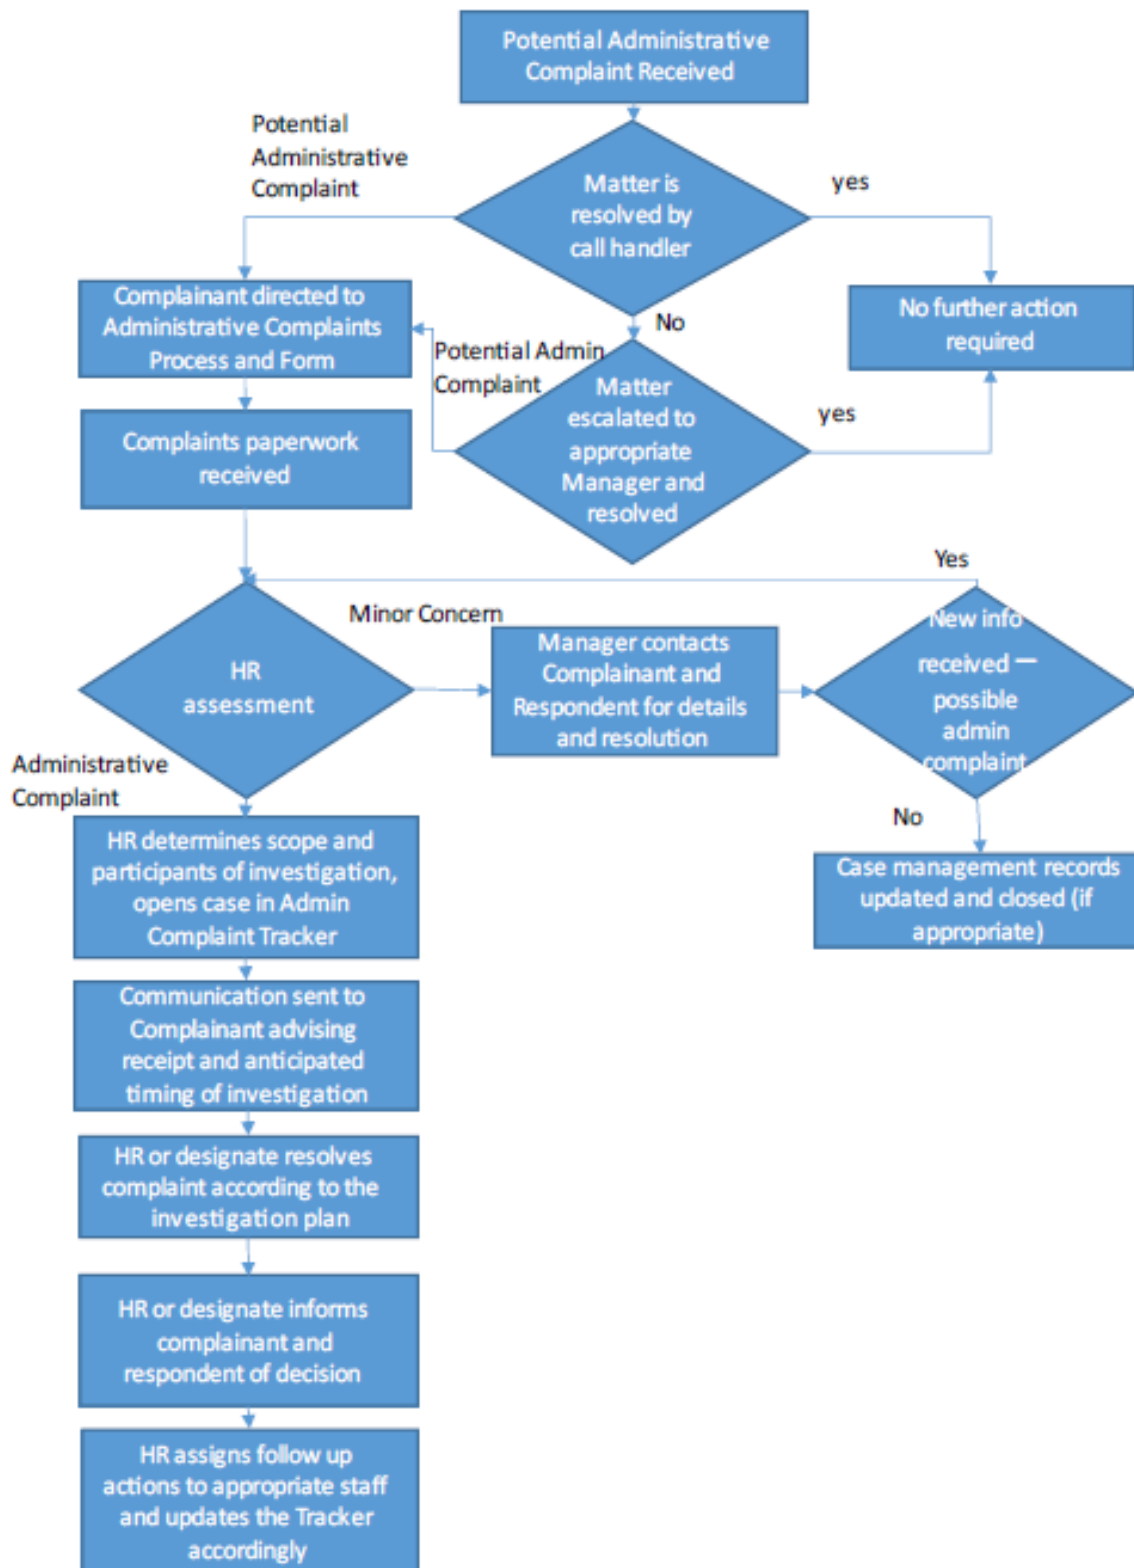 Potential Administrative
Complaint Received
Potential
Administrative
Complaint
Matter is
resolved by
call handler
yes
Complainant directed to
Administrative Complaints
Process and Form
No further action
required
No
Potential Admin
Complaint
Matter
escalated to
appropriate
Manager and
resolved
yes
Complaints paperwork
received
Yes
Minor Concern
HR
assessment
Manager contacts
Complainant and
Respondent for details
and resolution
New info
received —
possible
admin
complaint
Administrative
Complaint
No
HR determines scope and
participants of investigation,
opens case in Admin
Complaint Tracker
Case management records
updated and closed (if
appropriate)
Communication sent to
Complainant advising
receipt and anticipated
timing of investigation
HR or designate resolves
complaint according to the
investigation plan
HR or designate informs
complainant and
respondent of decision
HR assigns follow up
actions to appropriate staff
and updates the Tracker
accordingly